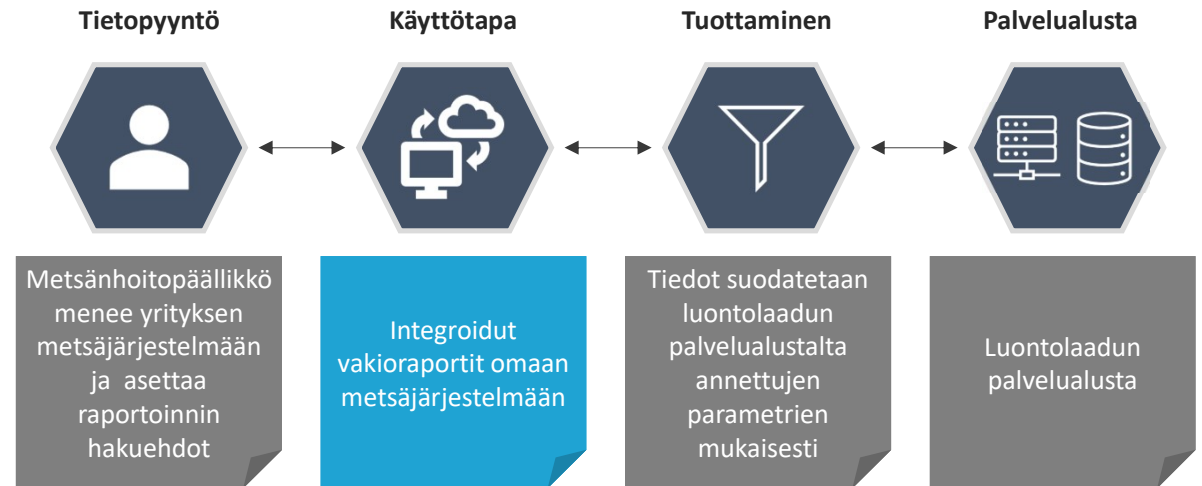 Tietopyyntö
Käyttötapa
Tuottaminen
Palvelualusta
Metsänhoitopäällikkö
menee yrityksen
metsäjärjestelmään
ja  asettaa
raportoinnin
hakuehdot
Integroidut
vakioraportit omaan
metsäjärjestelmään
Tiedot suodatetaan
luontolaadun
palvelualustalta
annettujen
parametrien
mukaisesti
Luontolaadun
palvelualusta